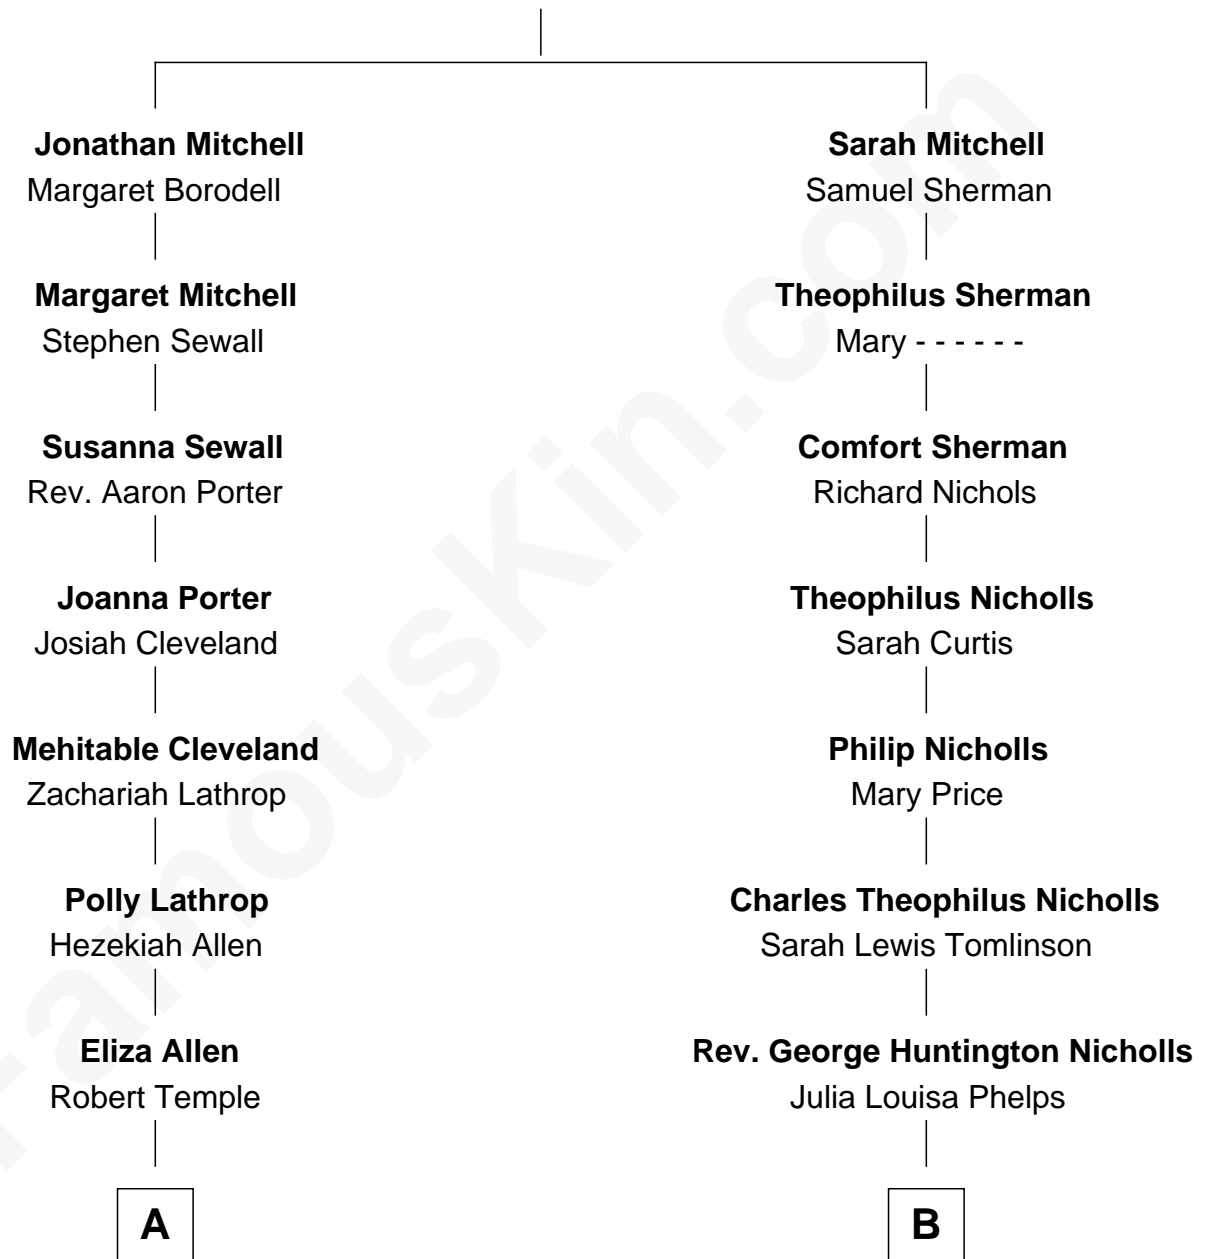 Jonathan Mitchell
Margaret Borodell
Margaret Mitchell
Stephen Sewall
Susanna Sewall
Rev. Aaron Porter
Joanna Porter
Josiah Cleveland
Mehitable Cleveland
Zachariah Lathrop
Polly Lathrop
Hezekiah Allen
Eliza Allen
Robert Temple
A
Sarah Mitchell
Samuel Sherman
Theophilus Sherman
Mary - - - - - -
Comfort Sherman
Richard Nichols
Theophilus Nicholls
Sarah Curtis
Philip Nicholls
Mary Price
Charles Theophilus Nicholls
Sarah Lewis Tomlinson
Rev. George Huntington Nicholls
Julia Louisa Phelps
B
FamousKin.com